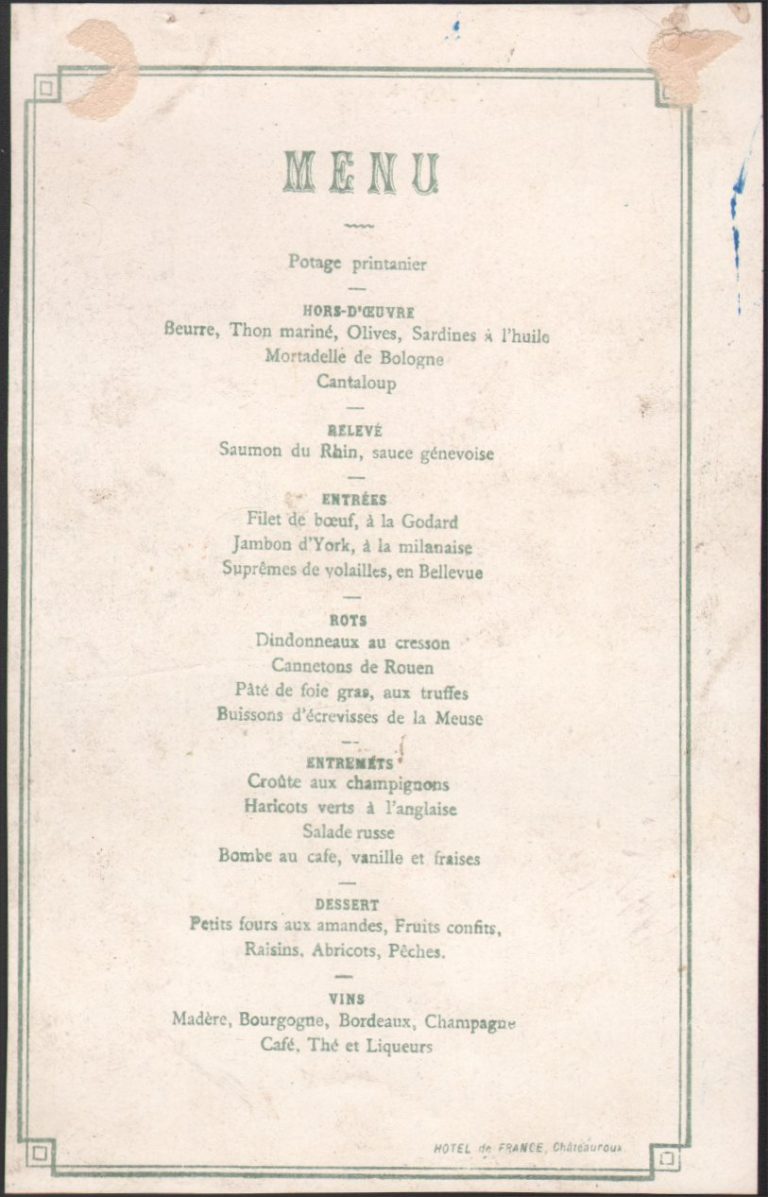 MENU
Potage printanier
HORS-D'ŒUVRE
Beurre, Thon mariné, Olives, Sardines à l'huile
Mortadelle de Bologne
Cantaloup
RELEVÉ
Saumon du Rhin, sauce génevoise
ENTRÉES
Filet de bœuf, à la Godard
Jambon d'York, à la milanaise
Suprêmes de volailles, en Bellevue
ROTS
Dindonneaux au cresson
Cannetons de Rouen
Pâté de foie gras, aux truffes
Buissons d'écrevisses de la Meuse
ENTREMÉTS
Croûte aux champignons
Haricots verts à l'anglaise
Salade russe
Bombe au cafe, vanille et fraises
DESSERT
Petits fours aux amandes, Fruits confits,
Raisins, Abricots, Pêches.
VINS
Madère, Bourgogne, Bordeaux, Champagne
Café, Thé et Liqueurs
HOTEL de FRANCE, Châteauroux